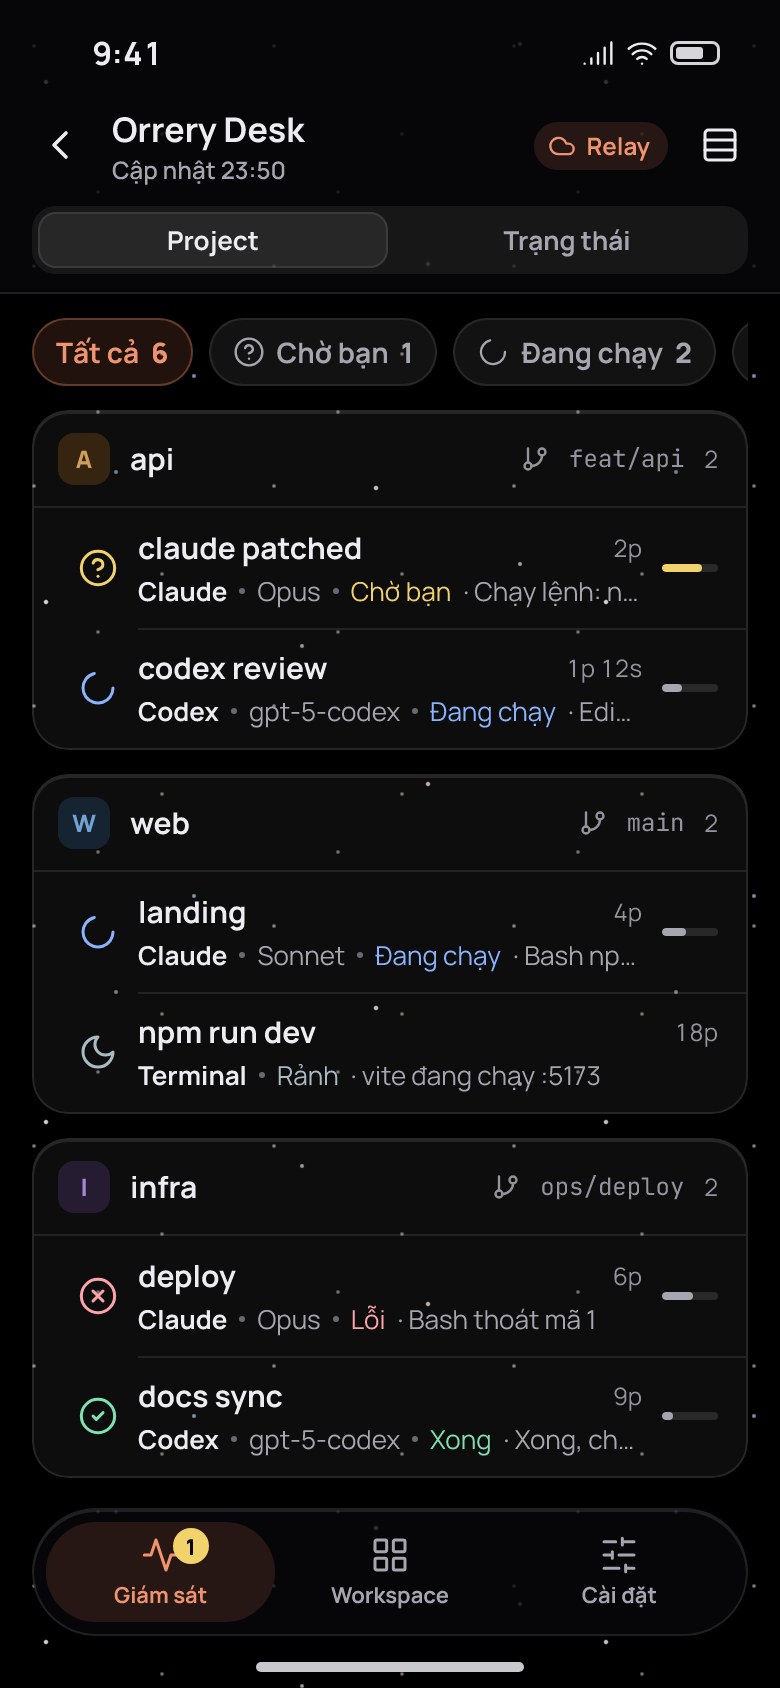 9:41
Orrery Desk
Cập nhật 23:50
Relay
Project
Trạng thái
Tất cả 6
Chờ bạn 1
Đang chạy 2
A
api
feat/api 2
claude patched
2p
Claude • Opus • Chờ bạn · Chạy lệnh: n…
codex review
1p 12s
Codex • gpt-5-codex • Đang chạy · Edi…
W
web
main 2
landing
4p
Claude • Sonnet • Đang chạy · Bash np…
npm run dev
18p
Terminal • Rảnh · vite đang chạy :5173
I
infra
ops/deploy 2
deploy
6p
Claude • Opus • Lỗi · Bash thoát mã 1
docs sync
9p
Codex • gpt-5-codex • Xong · Xong, ch…
1
Giám sát
Workspace
Cài đặt